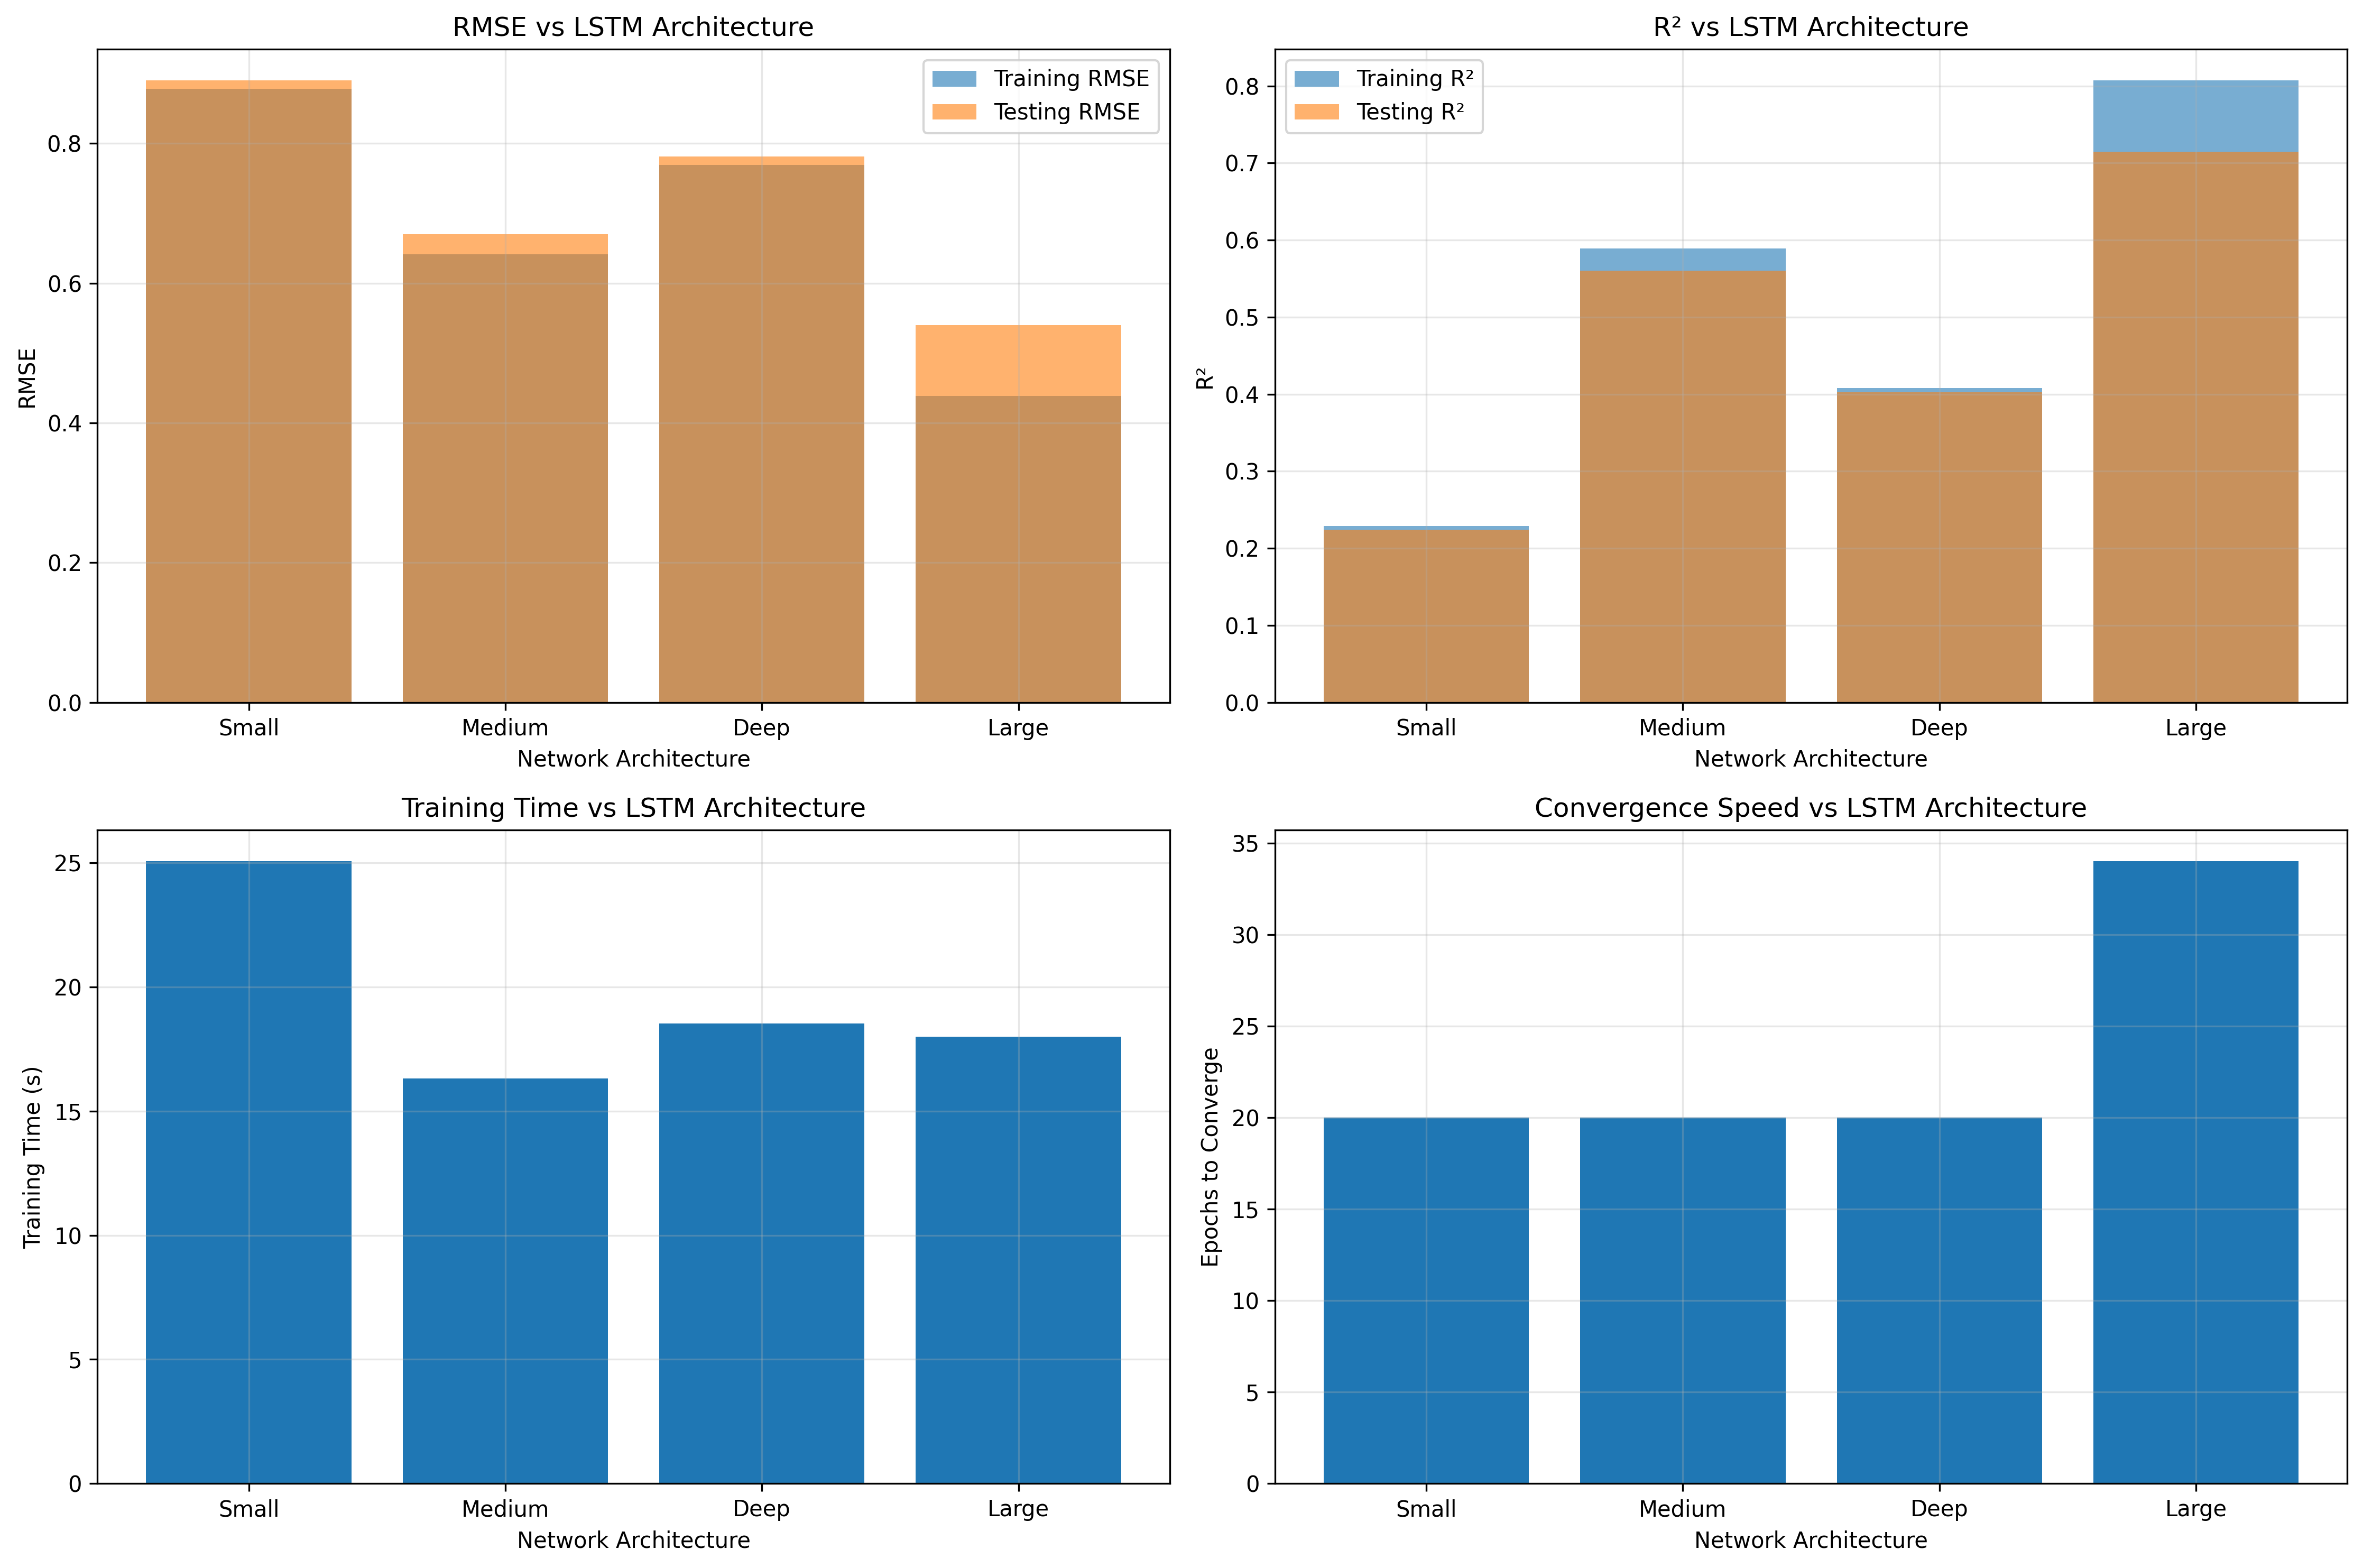 RMSE vs LSTM Architecture
Training RMSE
Testing RMSE
0.8
0.6
0.4
0.2
0.0
RMSE
Small Medium Deep Large
Network Architecture
R² vs LSTM Architecture
Training R²
Testing R²
0.8
0.7
0.6
0.5
0.4
0.3
0.2
0.1
0.0
R²
Small Medium Deep Large
Network Architecture
Training Time vs LSTM Architecture
25
20
15
10
5
0
Training Time (s)
Small Medium Deep Large
Network Architecture
Convergence Speed vs LSTM Architecture
35
30
25
20
15
10
5
0
Epochs to Converge
Small Medium Deep Large
Network Architecture